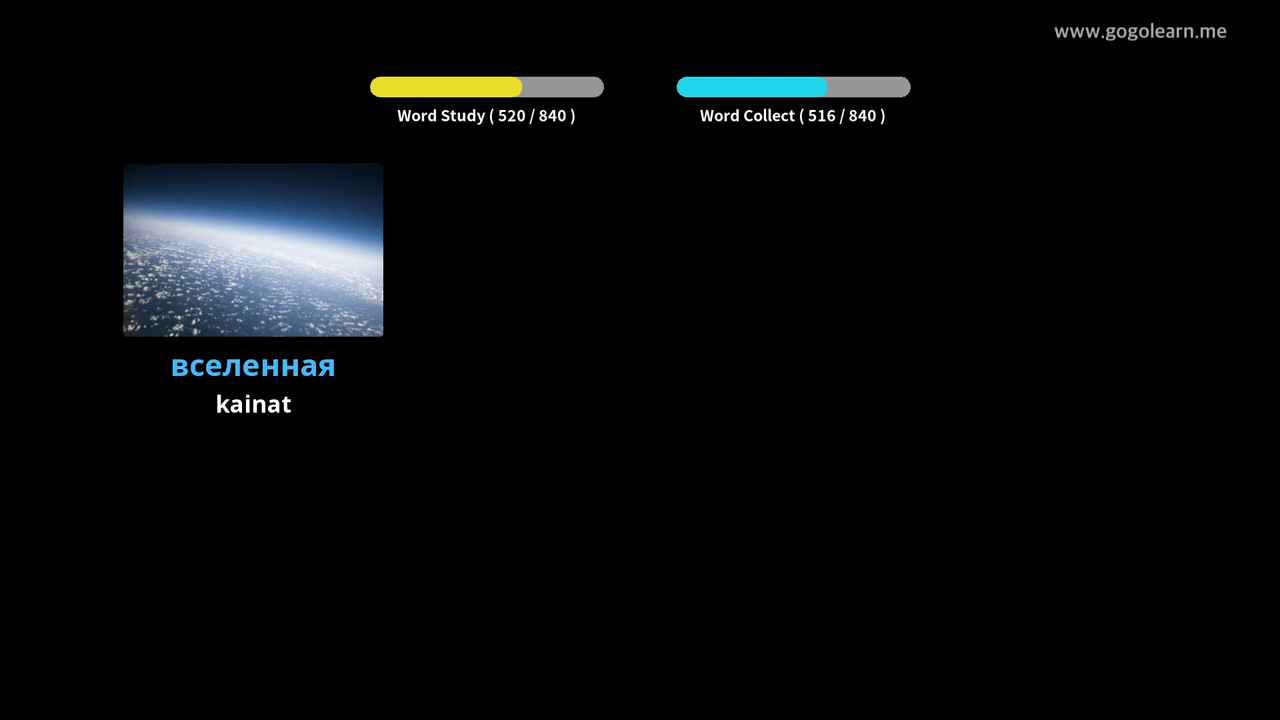 www.gogolearn.me
Word Study ( 520 / 840 )
Word Collect ( 516 / 840 )
вселенная
kainat